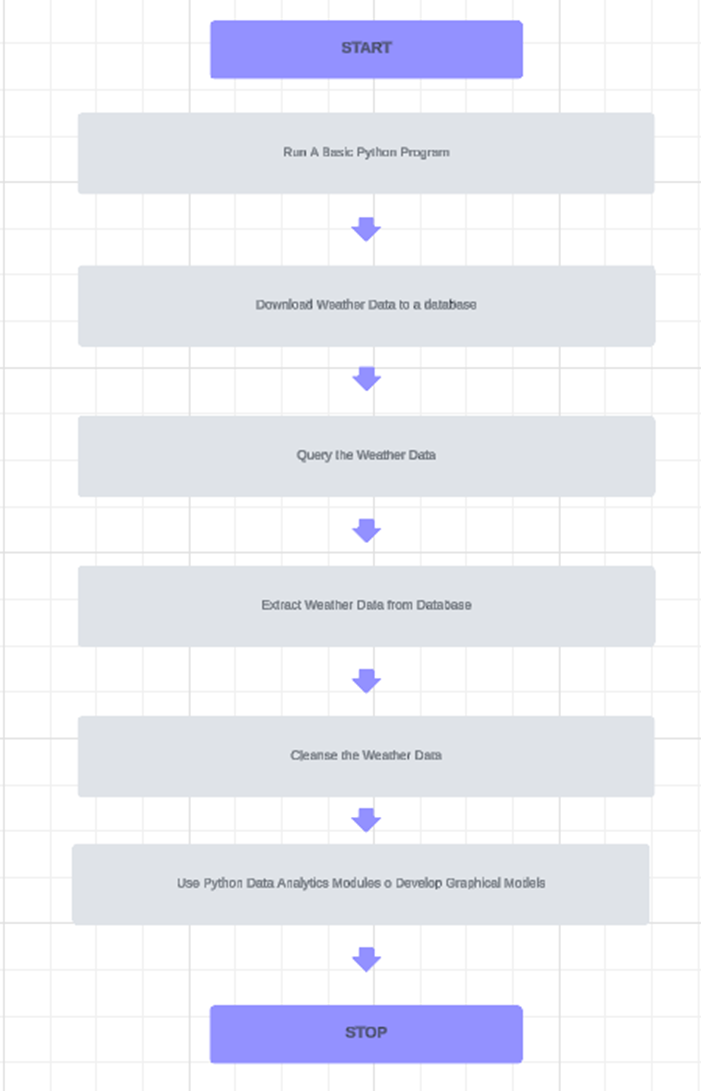 START
Run A Basic Python Program
Download Weather Data to a database
Query the Weather Data
Extract Weather Data from Database
Cleanse the Weather Data
Use Python Data Analytics Modules o Develop Graphical Models
STOP